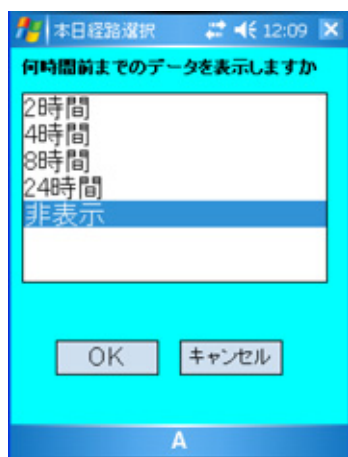 本日経路選択 12:09
何時間前までのデータを表示しますか
2時間
4時間
8時間
24時間
非表示
OK キャンセル
A